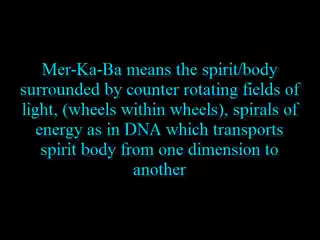 Mer-Ka-Ba means the spirit/body
surrounded by counter rotating fields of
light, (wheels within wheels), spirals of
energy as in DNA which transports
spirit body from one dimension to
another